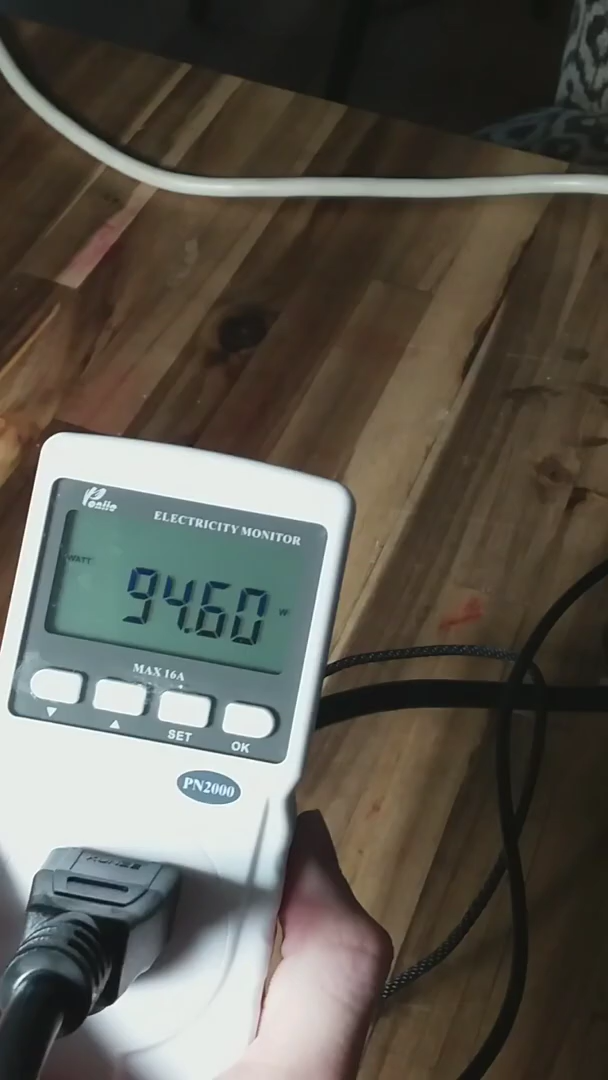 ELECTRICITY MONITOR
WATT
94.60 W
MAX 16A
SET
OK
PN2000